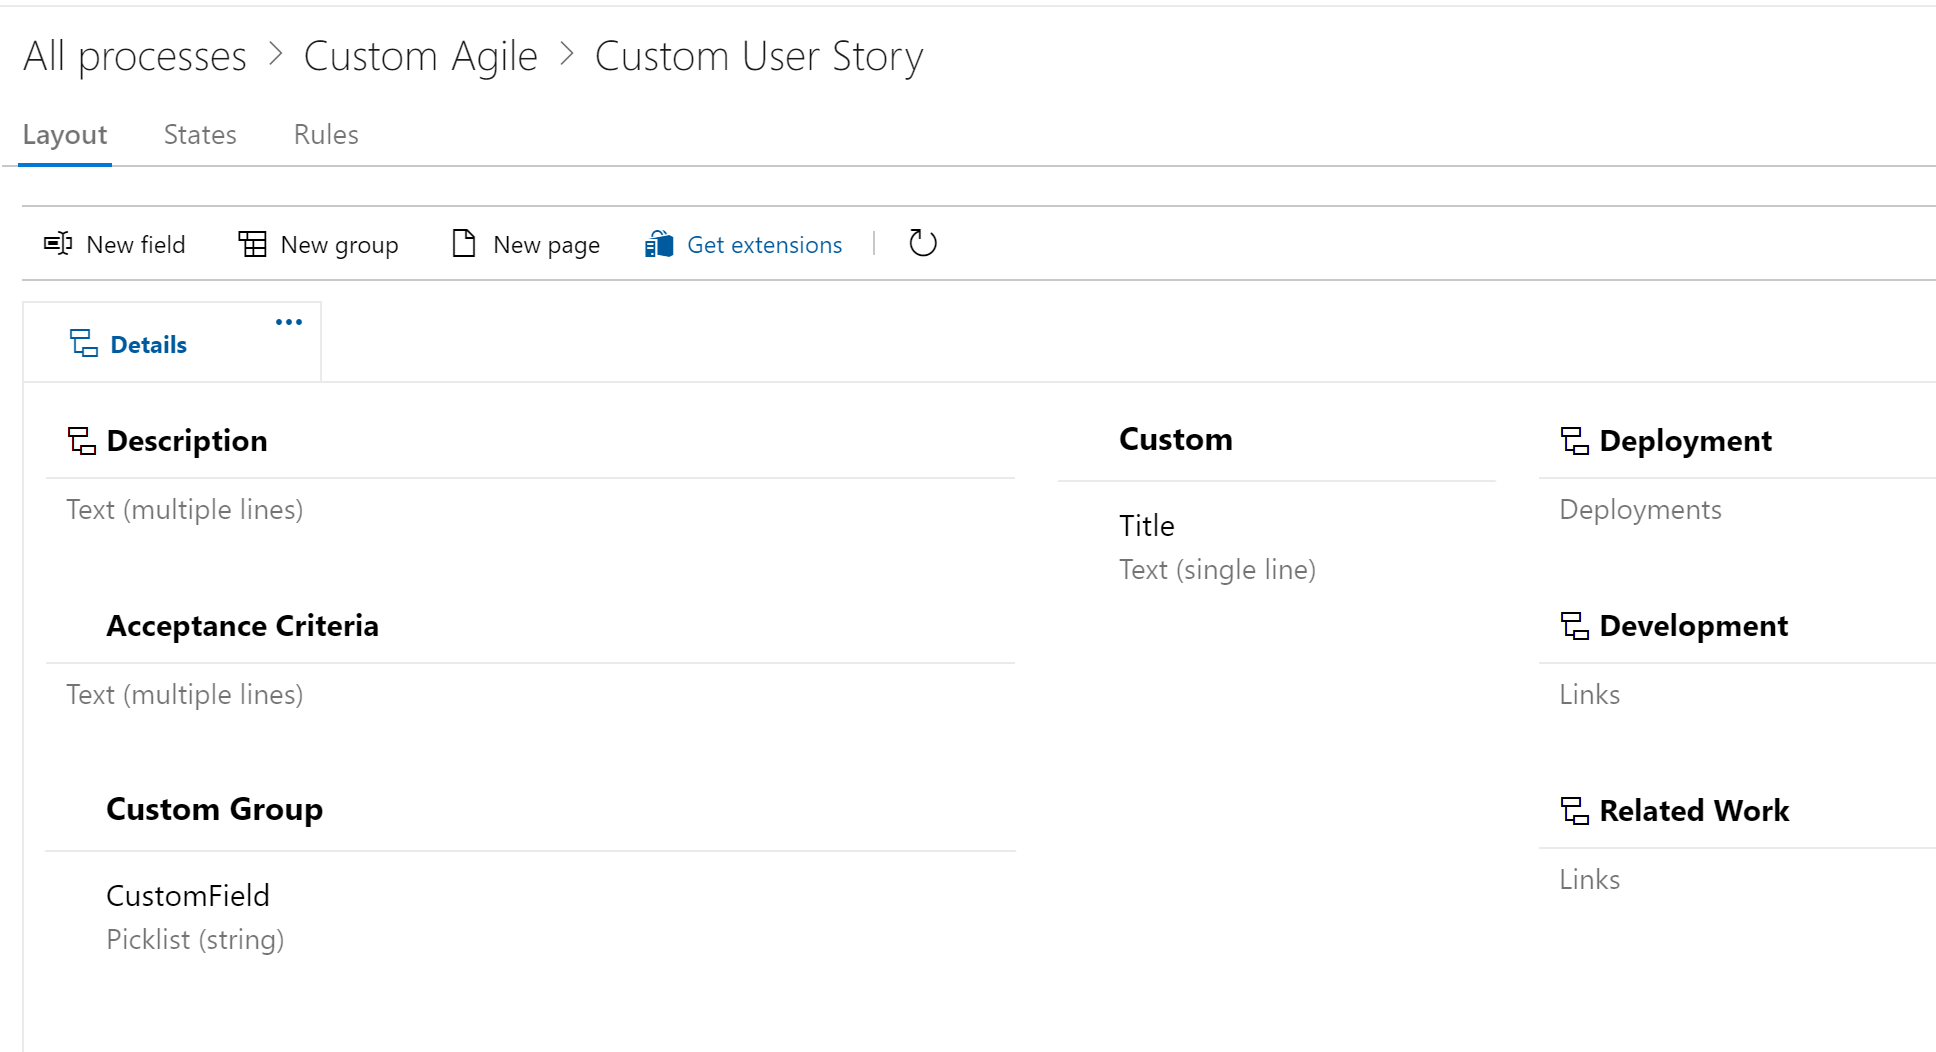 All processes > Custom Agile > Custom User Story
Layout States Rules
New field New group New page Get extensions
Details
Description
Text (multiple lines)
Acceptance Criteria
Text (multiple lines)
Custom Group
CustomField
Picklist (string)
Custom
Title
Text (single line)
Deployment
Deployments
Development
Links
Related Work
Links